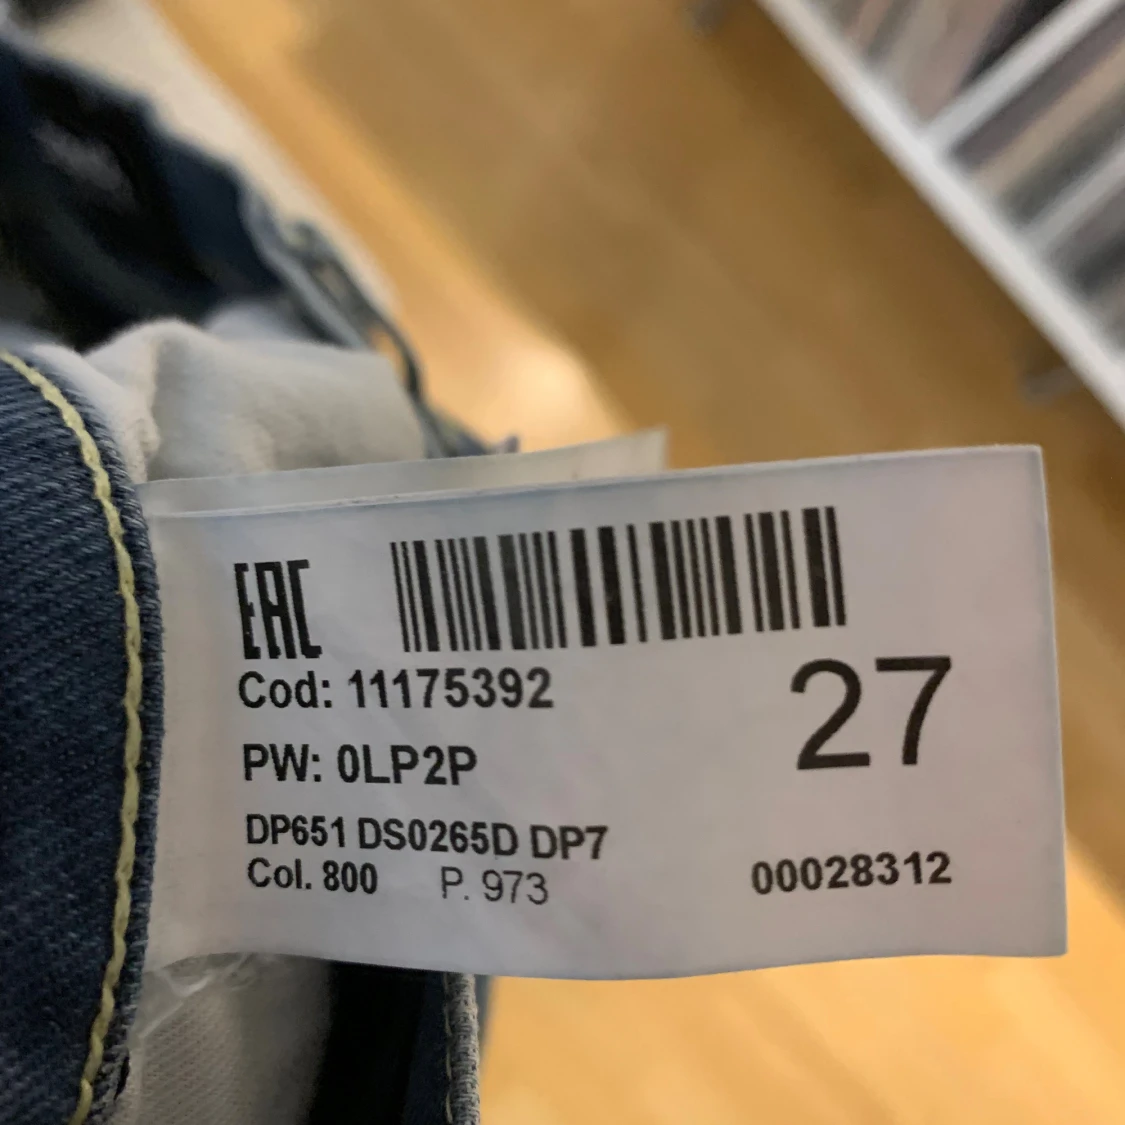 EAC
Cod: 11175392
27
PW: 0LP2P
DP651 DS0265D DP7
Col. 800 P. 973
00028312